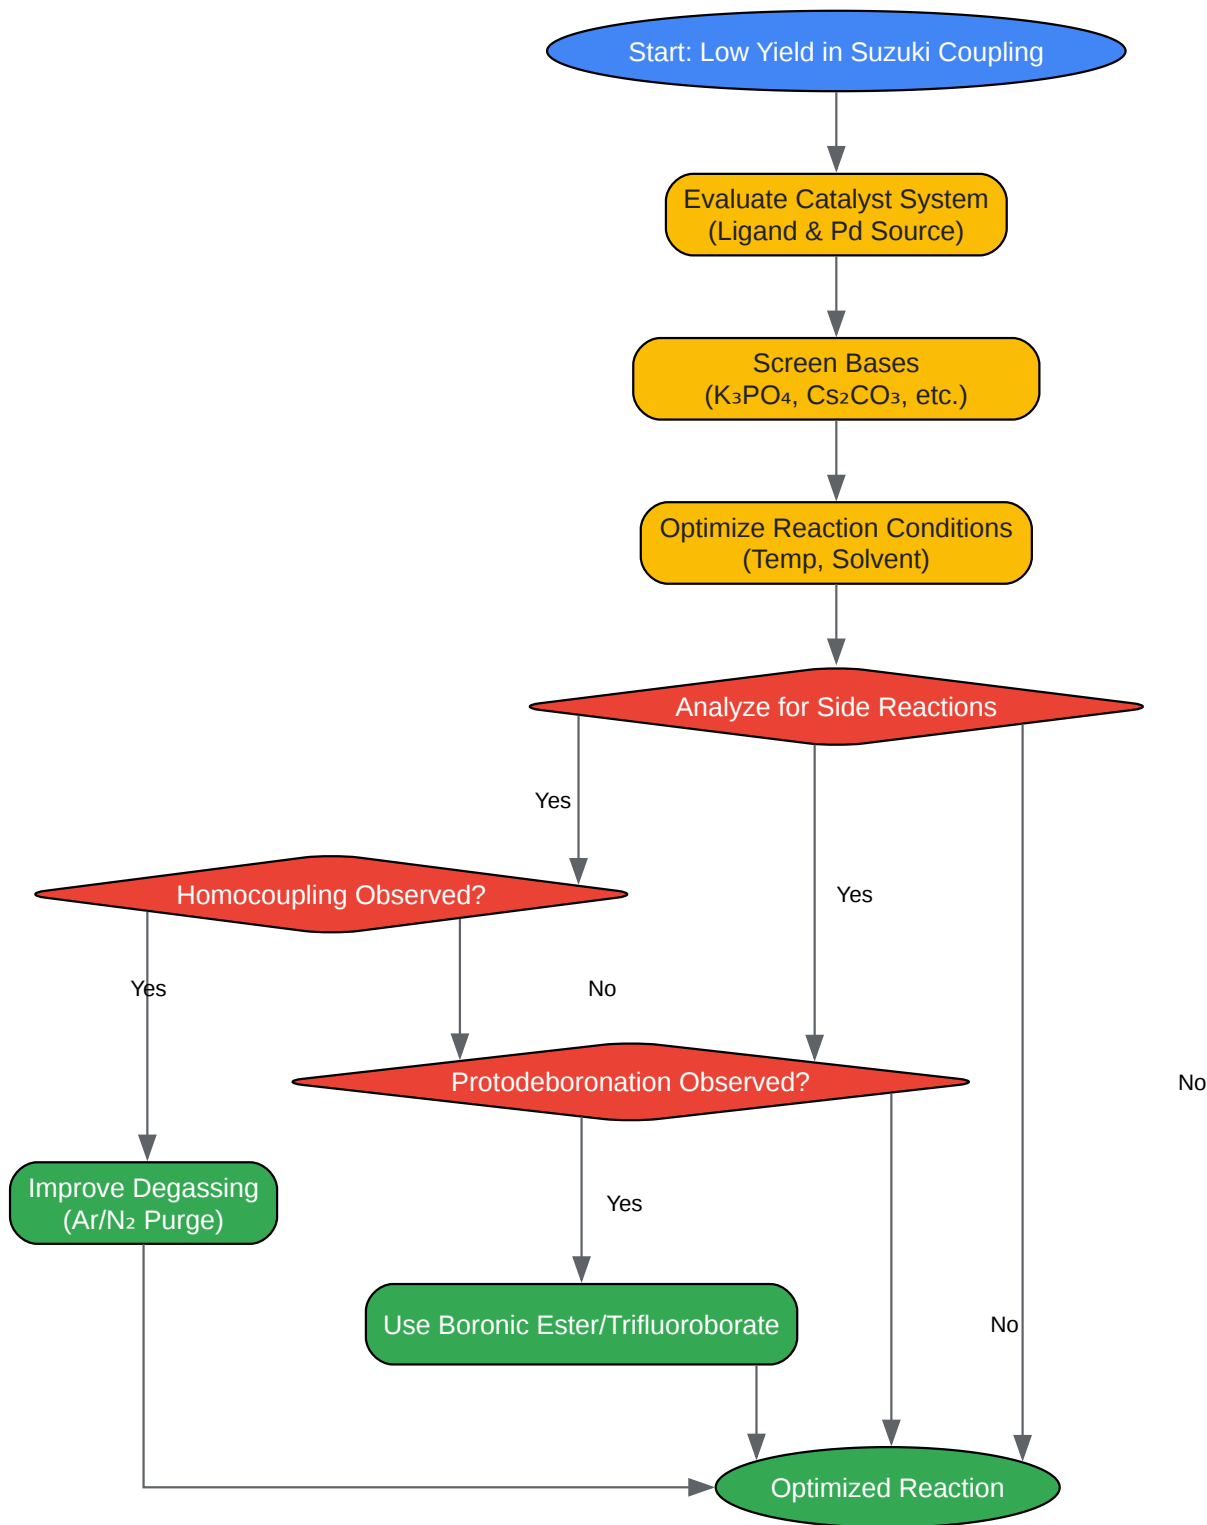 Start: Low Yield in Suzuki Coupling
Evaluate Catalyst System
(Ligand & Pd Source)
Screen Bases
(K₃PO₄, Cs₂CO₃, etc.)
Optimize Reaction Conditions
(Temp, Solvent)
Analyze for Side Reactions
Yes
Homocoupling Observed?
Yes
Yes
No
Protodeboronation Observed?
No
Improve Degassing
(Ar/N₂ Purge)
Yes
Use Boronic Ester/Trifluoroborate
No
Optimized Reaction